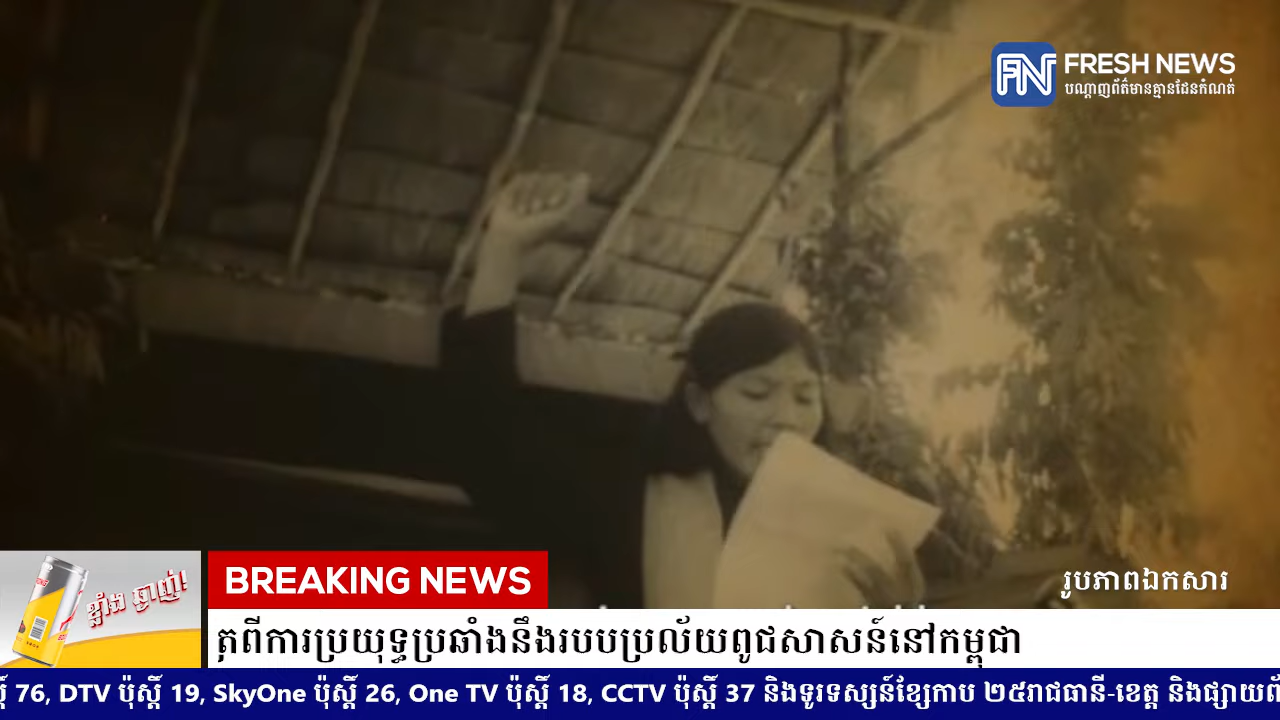 FRESH NEWS
បណ្ដាញព័ត៌មានគ្មានដែនកំណត់
ខ្លាំង ឆ្ងាញ់!
BREAKING NEWS
រូបភាពឯកសារ
តុពីការប្រយុទ្ធប្រឆាំងនឹងរបបប្រល័យពូជសាសន៍នៅកម្ពុជា
76, DTV ប៉ុស្តិ៍ 19, SkyOne ប៉ុស្តិ៍ 26, One TV ប៉ុស្តិ៍ 18, CCTV ប៉ុស្តិ៍ 37 និងទូរទស្សន៍ខ្សែកាប ២៥រាជធានី-ខេត្ត និងផ្សាយព័